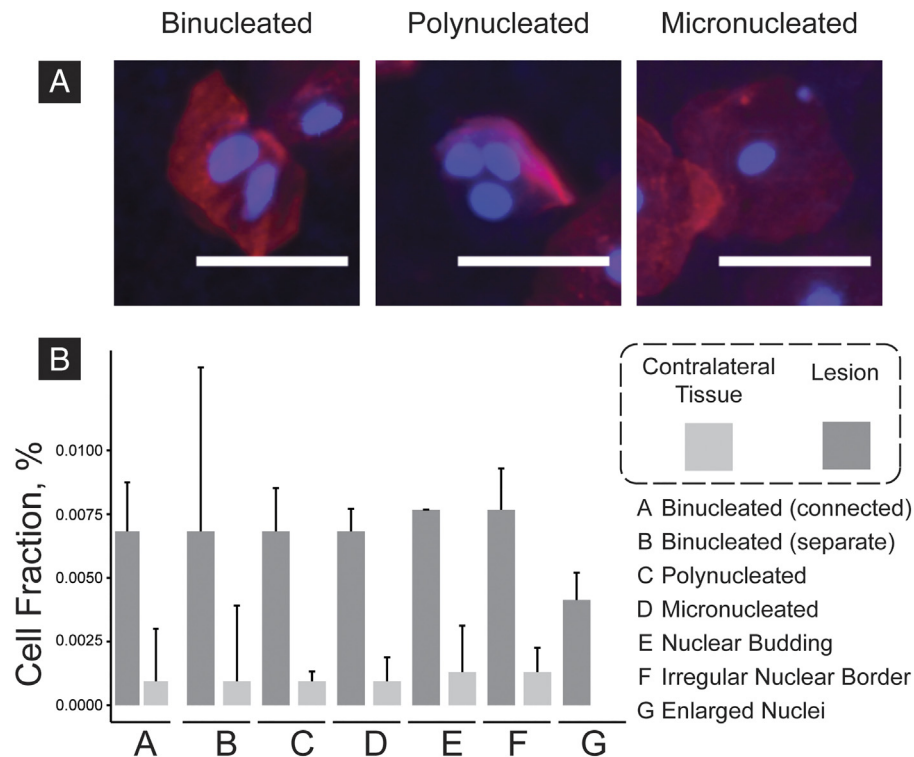 Binucleated Polynucleated Micronucleated
A
B
Cell Fraction, %
0.0100
0.0075
0.0050
0.0025
0.0000
A B C D E F G
Contralateral
Tissue
Lesion
A Binucleated (connected)
B Binucleated (separate)
C Polynucleated
D Micronucleated
E Nuclear Budding
F Irregular Nuclear Border
G Enlarged Nuclei